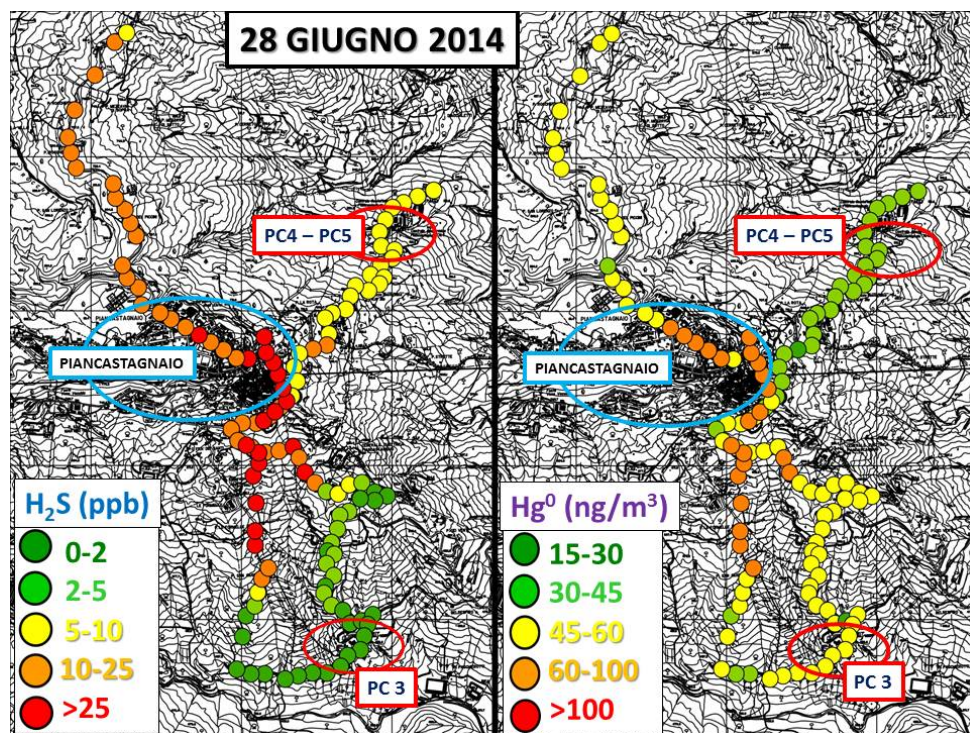 28 GIUGNO 2014
PC4 – PC5
PIANCASTAGNAIO
H₂S (ppb)
0-2
2-5
5-10
10-25
>25
PC 3
PC4 – PC5
PIANCASTAGNAIO
Hg⁰ (ng/m³)
15-30
30-45
45-60
60-100
>100
PC 3